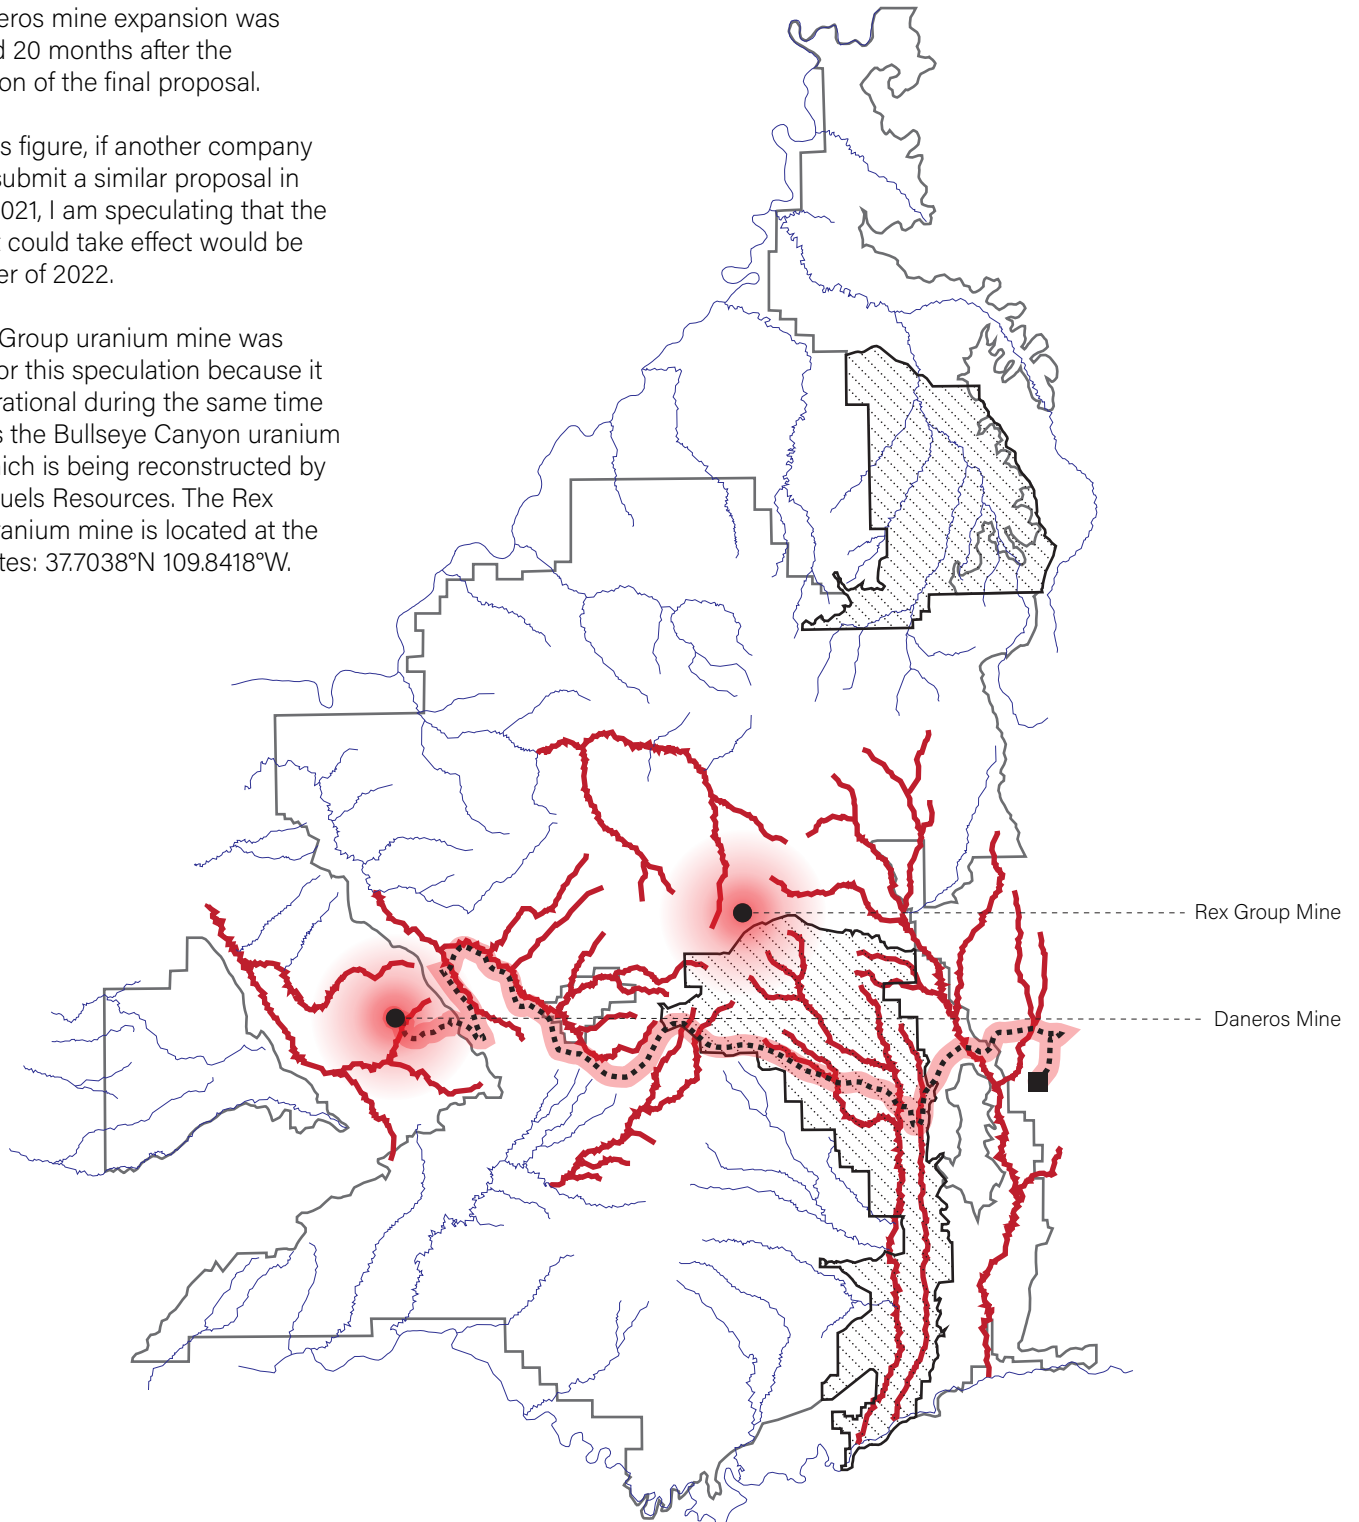 eros mine expansion was
d 20 months after the
ion of the final proposal.
s figure, if another company
submit a similar proposal in
021, I am speculating that the
t could take effect would be
er of 2022.
Group uranium mine was
or this speculation because it
rational during the same time
s the Bullseye Canyon uranium
hich is being reconstructed by
uels Resources. The Rex
ranium mine is located at the
tes: 37.7038°N 109.8418°W.
Rex Group Mine
Daneros Mine